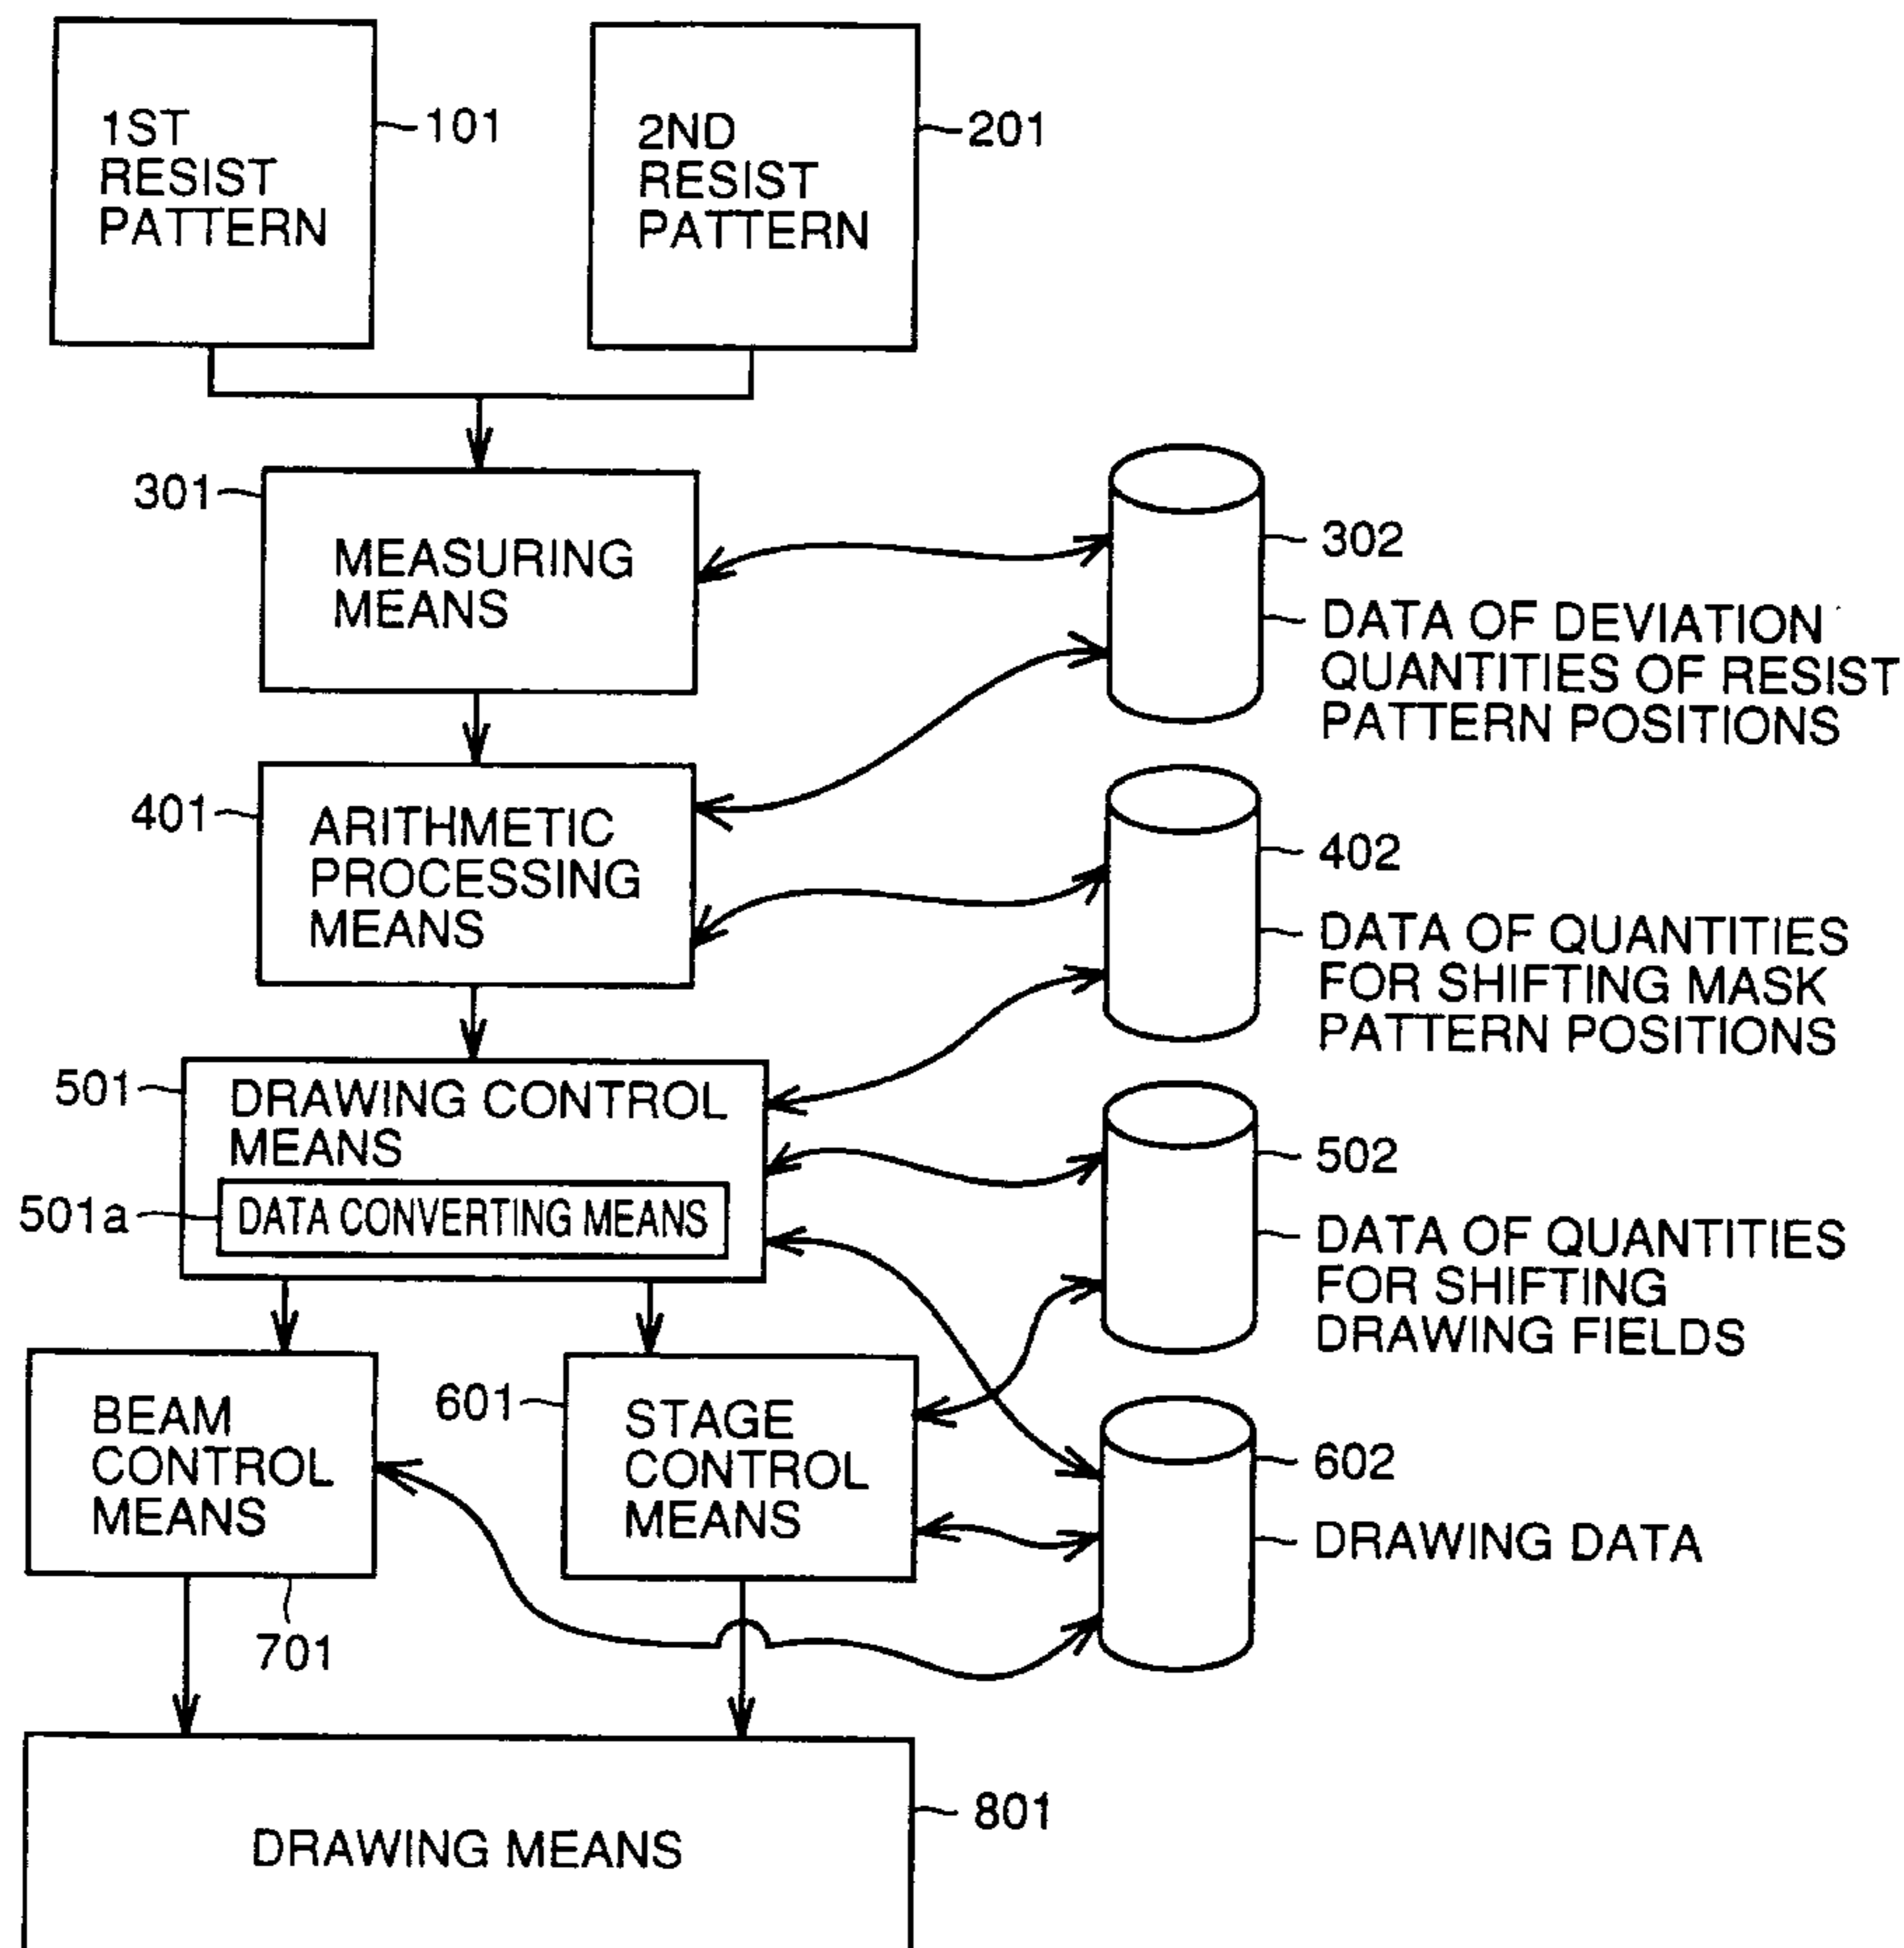 1ST
RESIST
PATTERN
101
2ND
RESIST
PATTERN
201
301
MEASURING
MEANS
302
DATA OF DEVIATION
QUANTITIES OF RESIST
PATTERN POSITIONS
401
ARITHMETIC
PROCESSING
MEANS
402
DATA OF QUANTITIES
FOR SHIFTING MASK
PATTERN POSITIONS
501
DRAWING CONTROL
MEANS
501a
DATA CONVERTING MEANS
502
DATA OF QUANTITIES
FOR SHIFTING
DRAWING FIELDS
BEAM
CONTROL
MEANS
701
601
STAGE
CONTROL
MEANS
602
DRAWING DATA
801
DRAWING MEANS